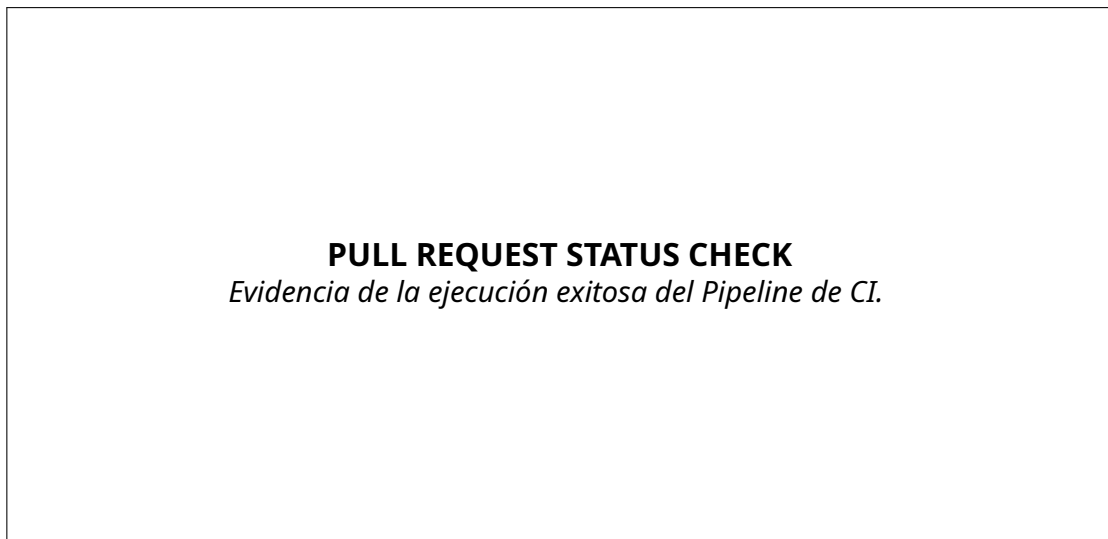 PULL REQUEST STATUS CHECK
Evidencia de la ejecución exitosa del Pipeline de CI.